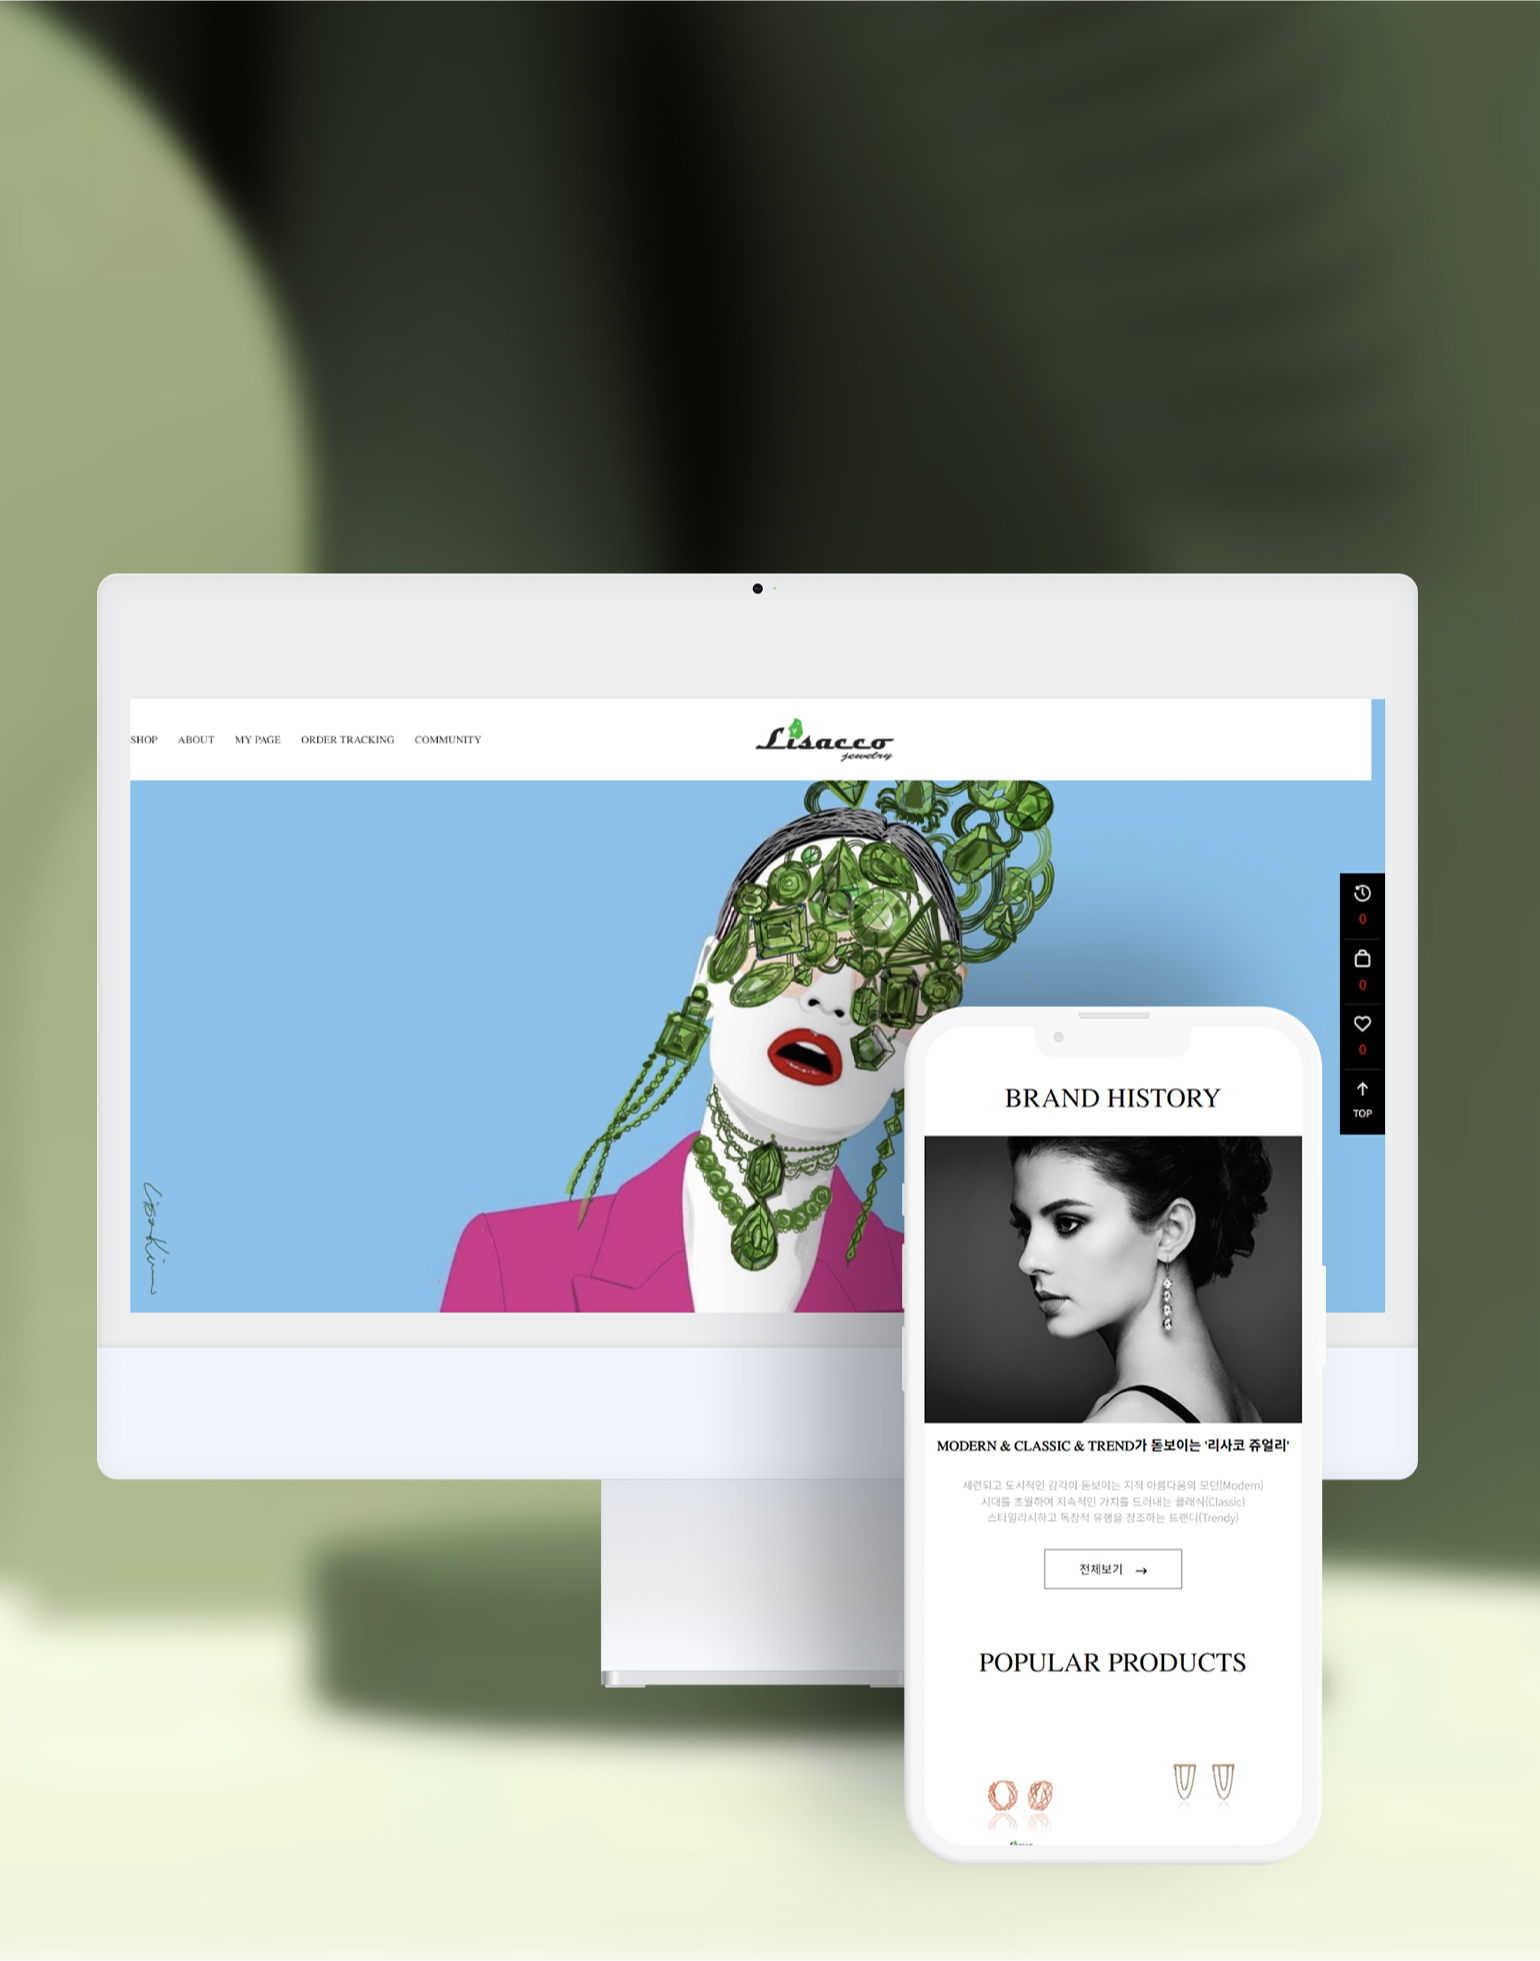 SHOP ABOUT MY PAGE ORDER TRACKING COMMUNITY
Lisacco
jewelry
0
0
0
TOP
Lisa Kim
BRAND HISTORY
MODERN & CLASSIC & TREND가 돋보이는 '리사코 쥬얼리'
세련되고 도시적인 감각이 돋보이는 지적 아름다움의 모던(Modern)
시대를 초월하여 지속적인 가치를 드러내는 클래식(Classic)
스타일리시하고 독창적 유행을 창조하는 트랜디(Trendy)
전체보기 →
POPULAR PRODUCTS